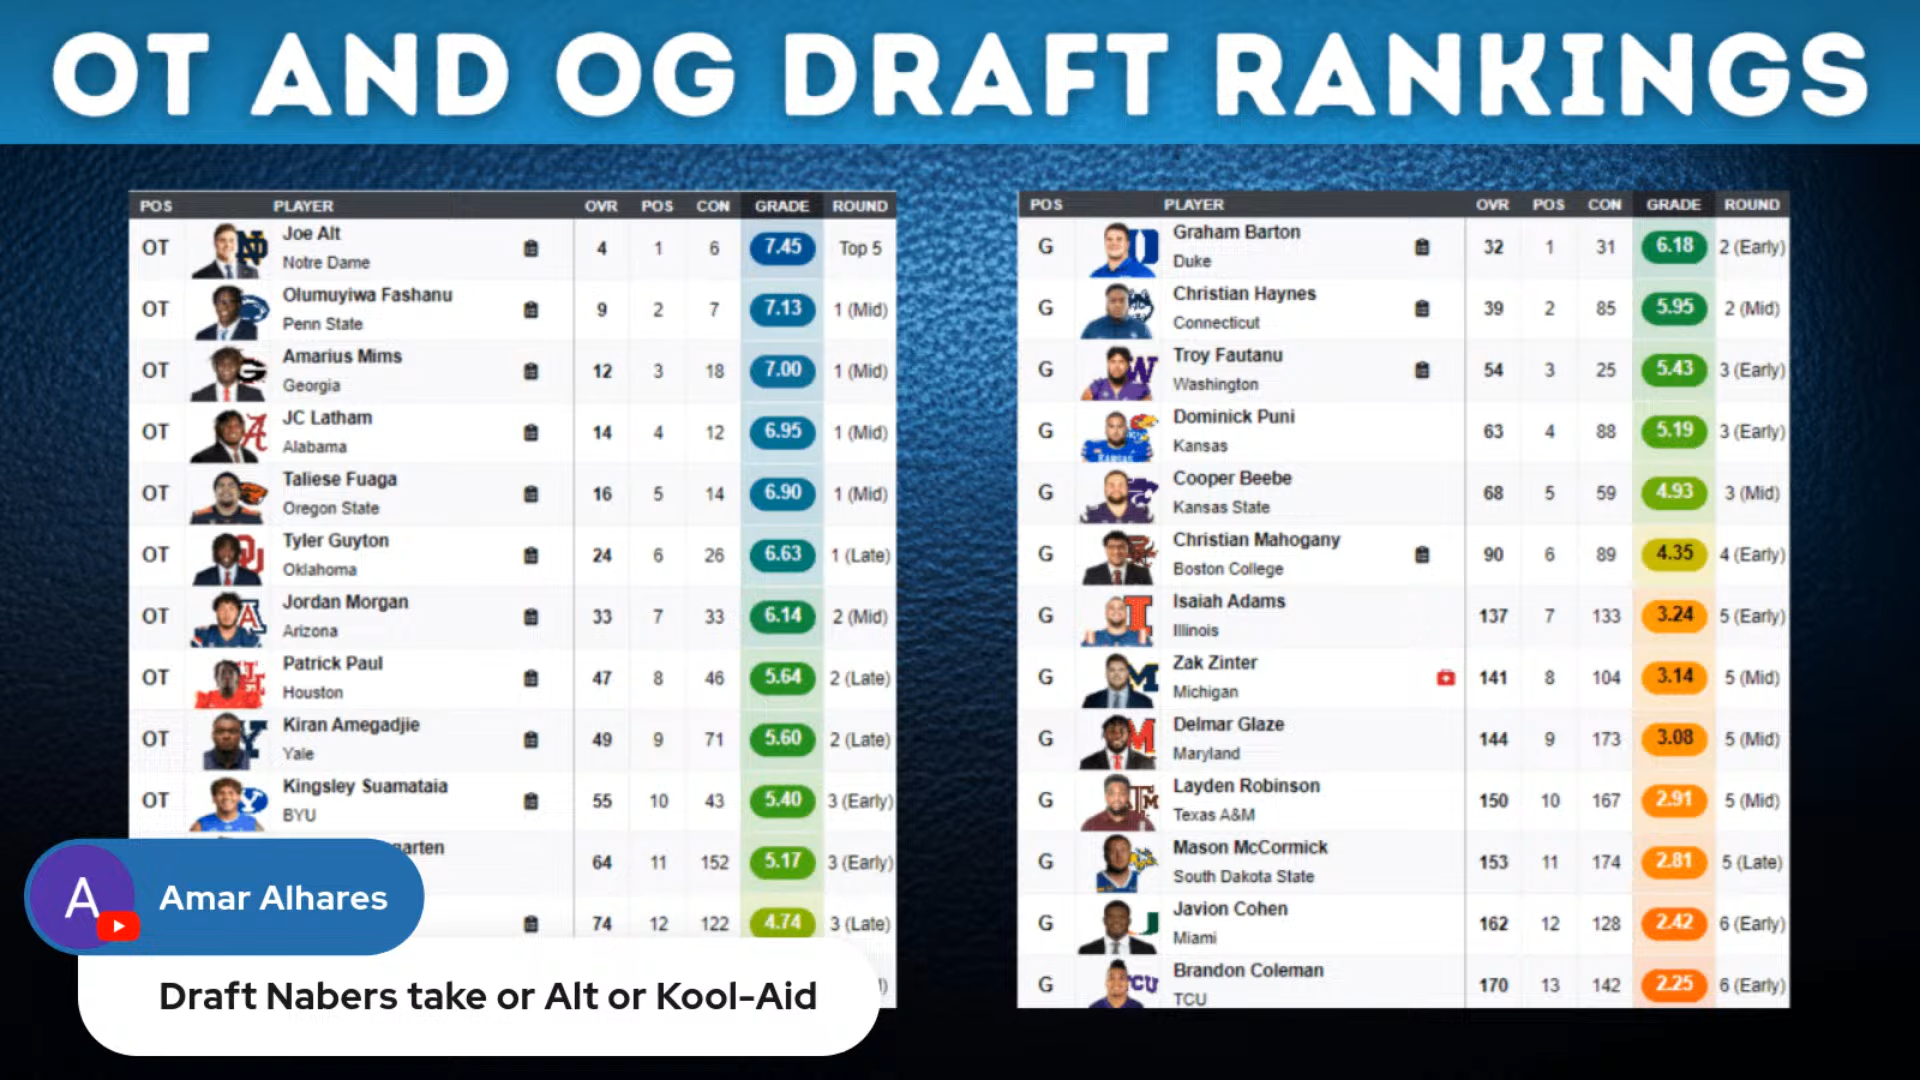 OT AND OG DRAFT RANKINGS
POS PLAYER OVR POS CON GRADE ROUND
OT Joe Alt Notre Dame 4 1 6 7.45 Top 5
OT Olumuyiwa Fashanu Penn State 9 2 7 7.13 1 (Mid)
OT Amarius Mims Georgia 12 3 18 7.00 1 (Mid)
OT JC Latham Alabama 14 4 12 6.95 1 (Mid)
OT Taliese Fuaga Oregon State 16 5 14 6.90 1 (Mid)
OT Tyler Guyton Oklahoma 24 6 26 6.63 1 (Late)
OT Jordan Morgan Arizona 33 7 33 6.14 2 (Mid)
OT Patrick Paul Houston 47 8 46 5.64 2 (Late)
OT Kiran Amegadjie Yale 49 9 71 5.60 2 (Late)
OT Kingsley Suamataia BYU 55 10 43 5.40 3 (Early)
garten 64 11 152 5.17 3 (Early)
74 12 122 4.74 3 (Late)
POS PLAYER OVR POS CON GRADE ROUND
G Graham Barton Duke 32 1 31 6.18 2 (Early)
G Christian Haynes Connecticut 39 2 85 5.95 2 (Mid)
G Troy Fautanu Washington 54 3 25 5.43 3 (Early)
G Dominick Puni Kansas 63 4 88 5.19 3 (Early)
G Cooper Beebe Kansas State 68 5 59 4.93 3 (Mid)
G Christian Mahogany Boston College 90 6 89 4.35 4 (Early)
G Isaiah Adams Illinois 137 7 133 3.24 5 (Early)
G Zak Zinter Michigan 141 8 104 3.14 5 (Mid)
G Delmar Glaze Maryland 144 9 173 3.08 5 (Mid)
G Layden Robinson Texas A&M 150 10 167 2.91 5 (Mid)
G Mason McCormick South Dakota State 153 11 174 2.81 5 (Late)
G Javion Cohen Miami 162 12 128 2.42 6 (Early)
G Brandon Coleman TCU 170 13 142 2.25 6 (Early)
A Amar Alhares
Draft Nabers take or Alt or Kool-Aid